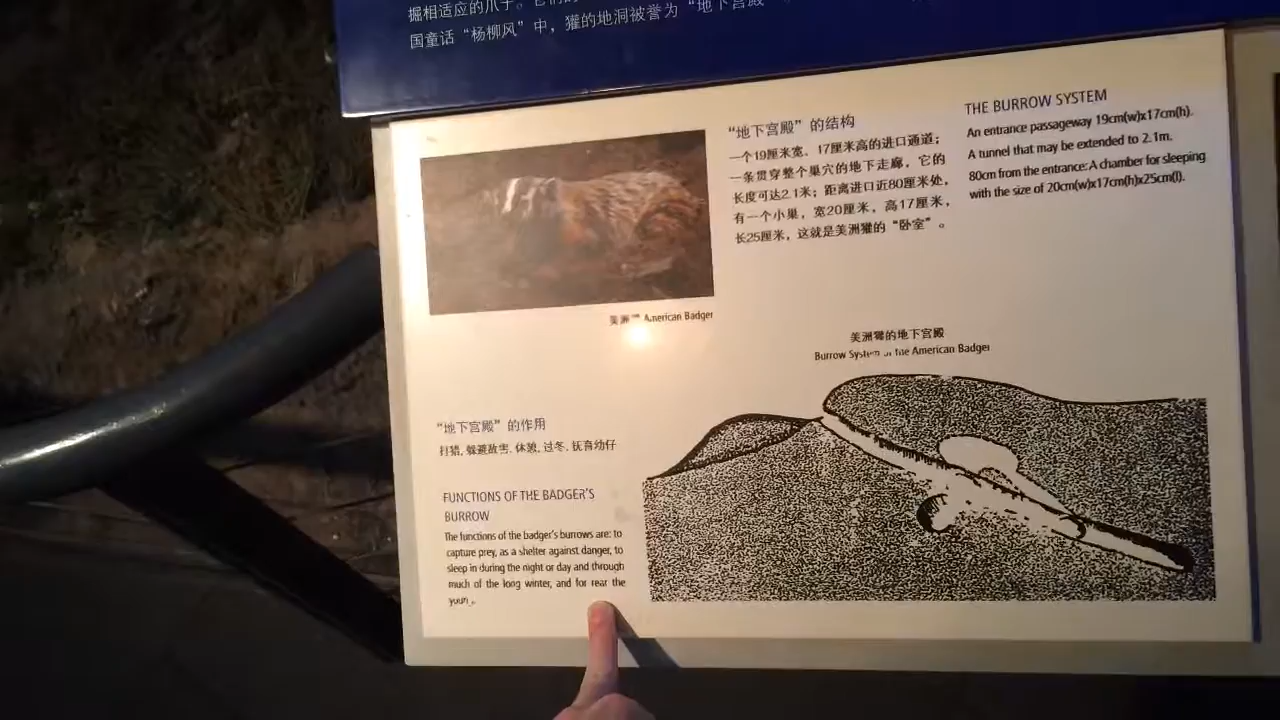 掘相适应的爪子。它们的
国童话“杨柳风”中，獾的地洞被誉为“地下宫殿”
“地下宫殿”的结构
一个19厘米宽、17厘米高的进口通道；
一条贯穿整个巢穴的地下走廊，它的
长度可达2.1米；距离进口近80厘米处，
有一个小巢，宽20厘米，高17厘米，
长25厘米，这就是美洲獾的“卧室”。
THE BURROW SYSTEM
An entrance passageway 19cm(w)x17cm(h).
A tunnel that may be extended to 2.1m.
80cm from the entrance: A chamber for sleeping
with the size of 20cm(w)x17cm(h)x25cm(l).
美洲 American Badger
美洲獾的地下宫殿
Burrow System of the American Badger
“地下宫殿”的作用
打猎, 躲避敌害, 休憩, 过冬, 抚育幼仔
FUNCTIONS OF THE BADGER'S
BURROW
The functions of the badger's burrows are: to
capture prey, as a shelter against danger, to
sleep in during the night or day and through
much of the long winter, and for rear the